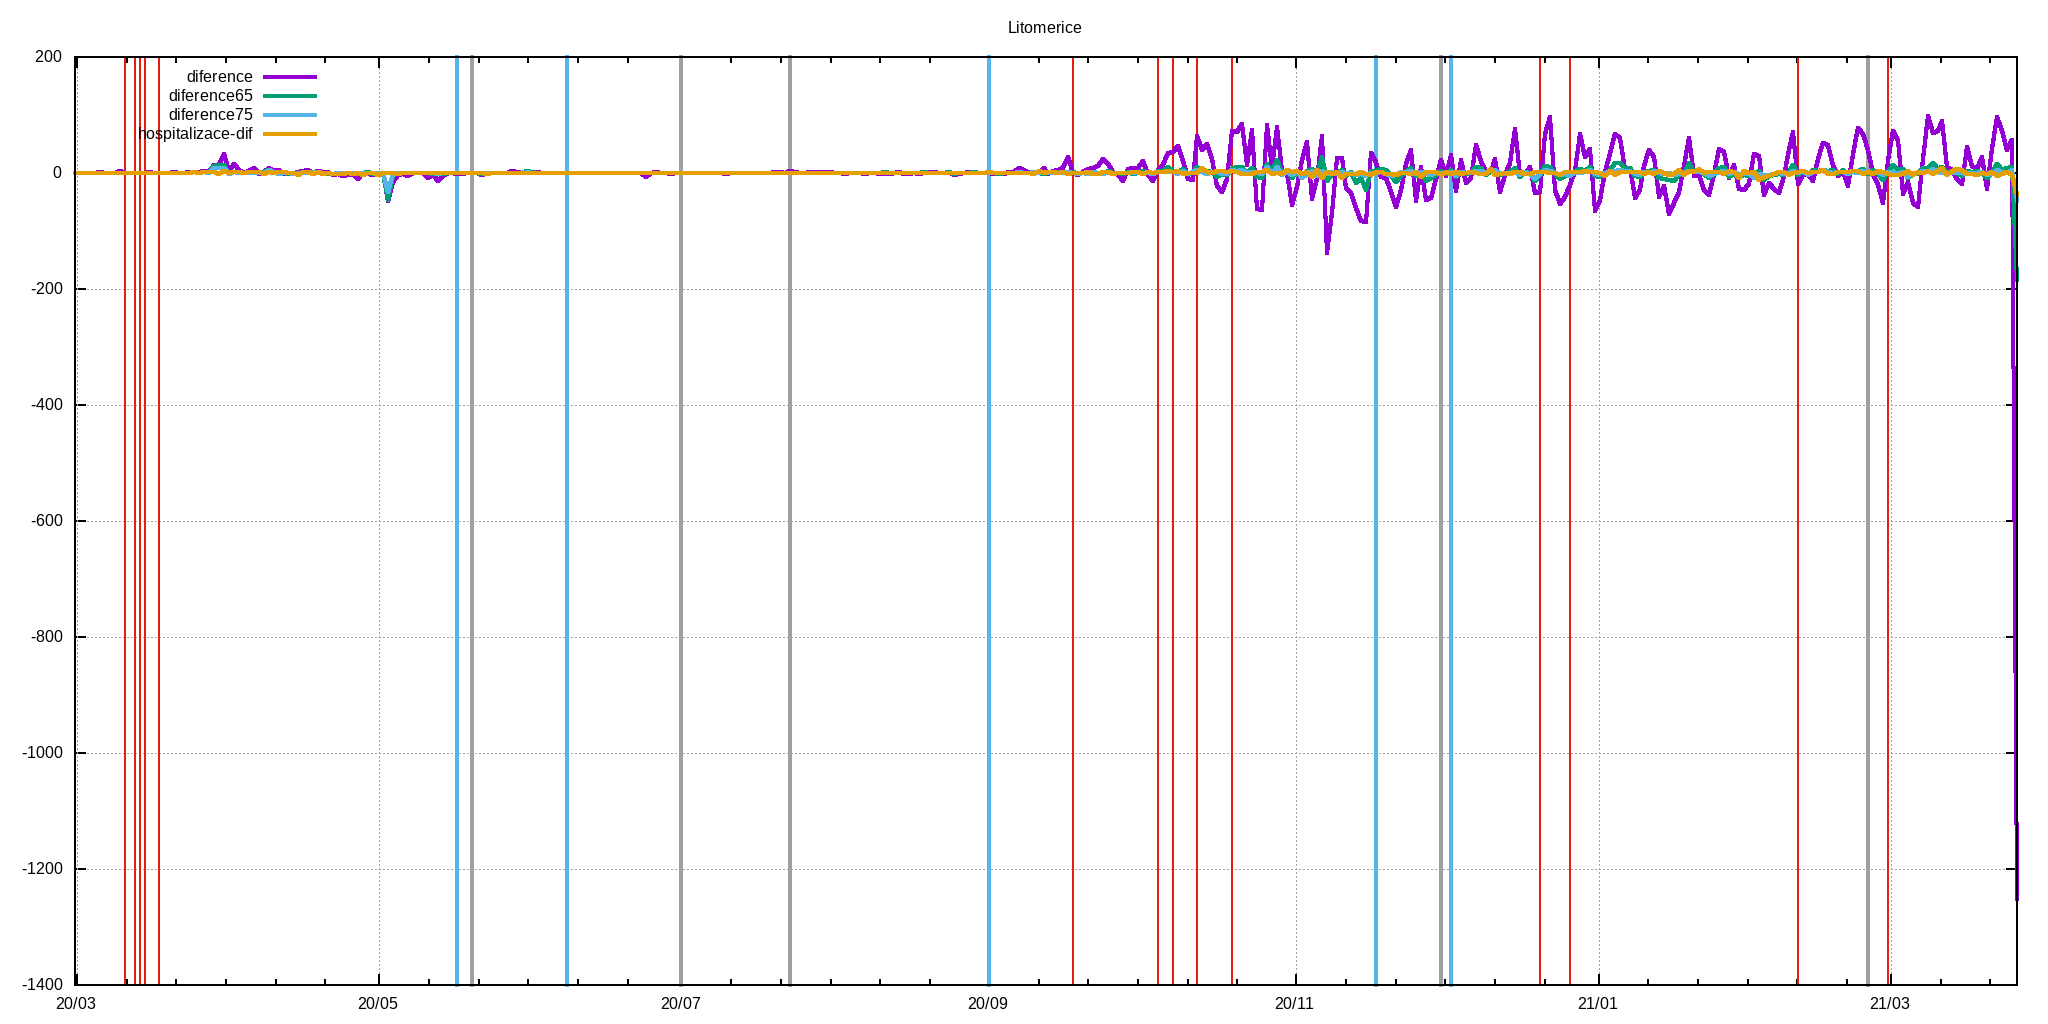 Litomerice
200
diference
diference65
diference75
hospitalizace-dif
0
-200
-400
-600
-800
-1000
-1200
-1400
20/03 20/05 20/07 20/09 20/11 21/01 21/03